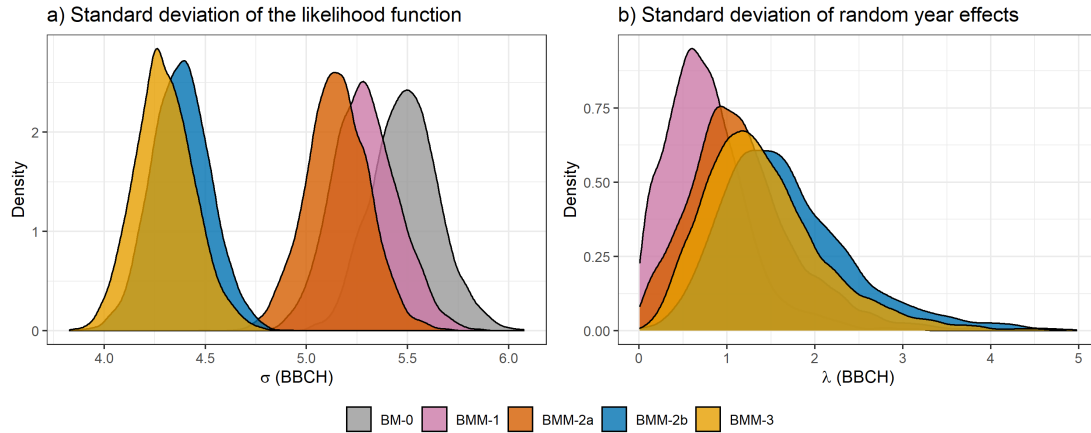 a) Standard deviation of the likelihood function
Density
0
1
2
4.0 4.5 5.0 5.5 6.0
σ (BBCH)
b) Standard deviation of random year effects
Density
0.00
0.25
0.50
0.75
0 1 2 3 4 5
λ (BBCH)
BM-0 BMM-1 BMM-2a BMM-2b BMM-3